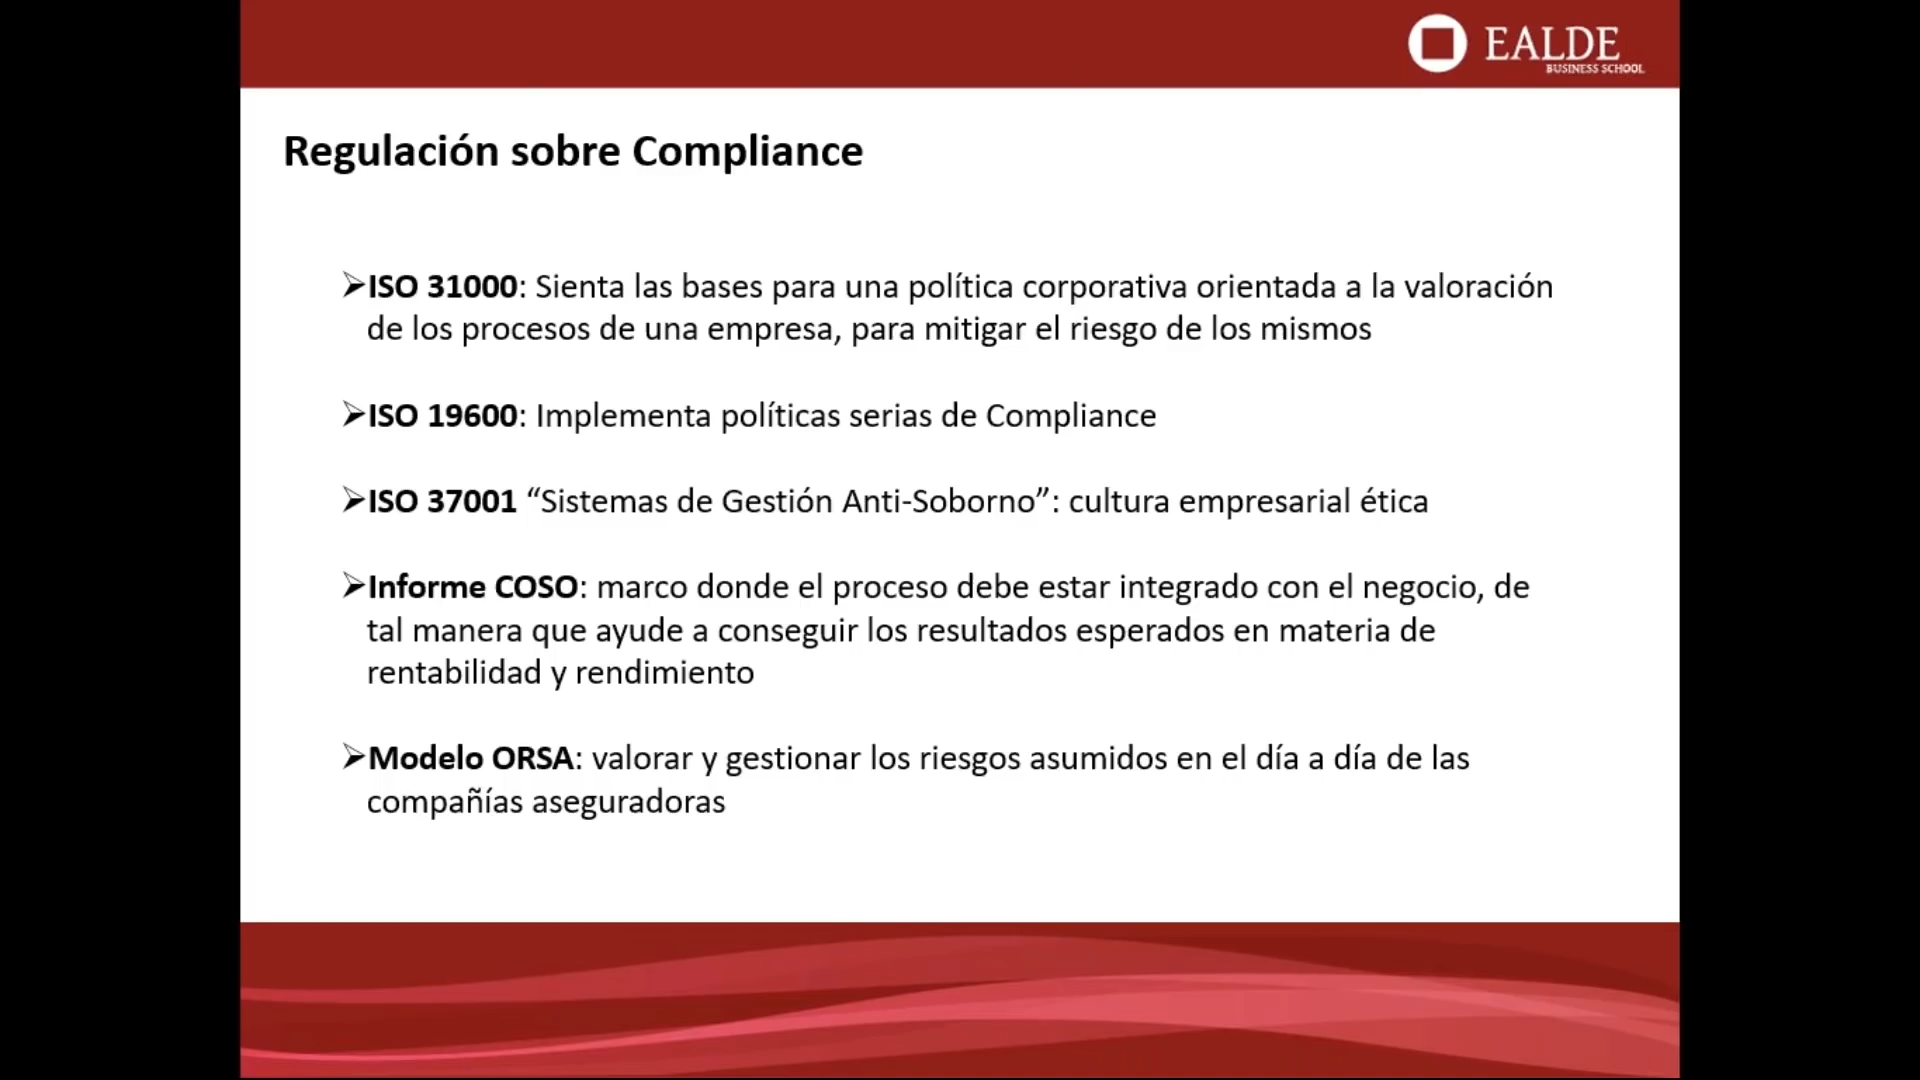 EALDE
BUSINESS SCHOOL
Regulación sobre Compliance
➢ISO 31000: Sienta las bases para una política corporativa orientada a la valoración
de los procesos de una empresa, para mitigar el riesgo de los mismos
➢ISO 19600: Implementa políticas serias de Compliance
➢ISO 37001 “Sistemas de Gestión Anti-Soborno”: cultura empresarial ética
➢Informe COSO: marco donde el proceso debe estar integrado con el negocio, de
tal manera que ayude a conseguir los resultados esperados en materia de
rentabilidad y rendimiento
➢Modelo ORSA: valorar y gestionar los riesgos asumidos en el día a día de las
compañías aseguradoras